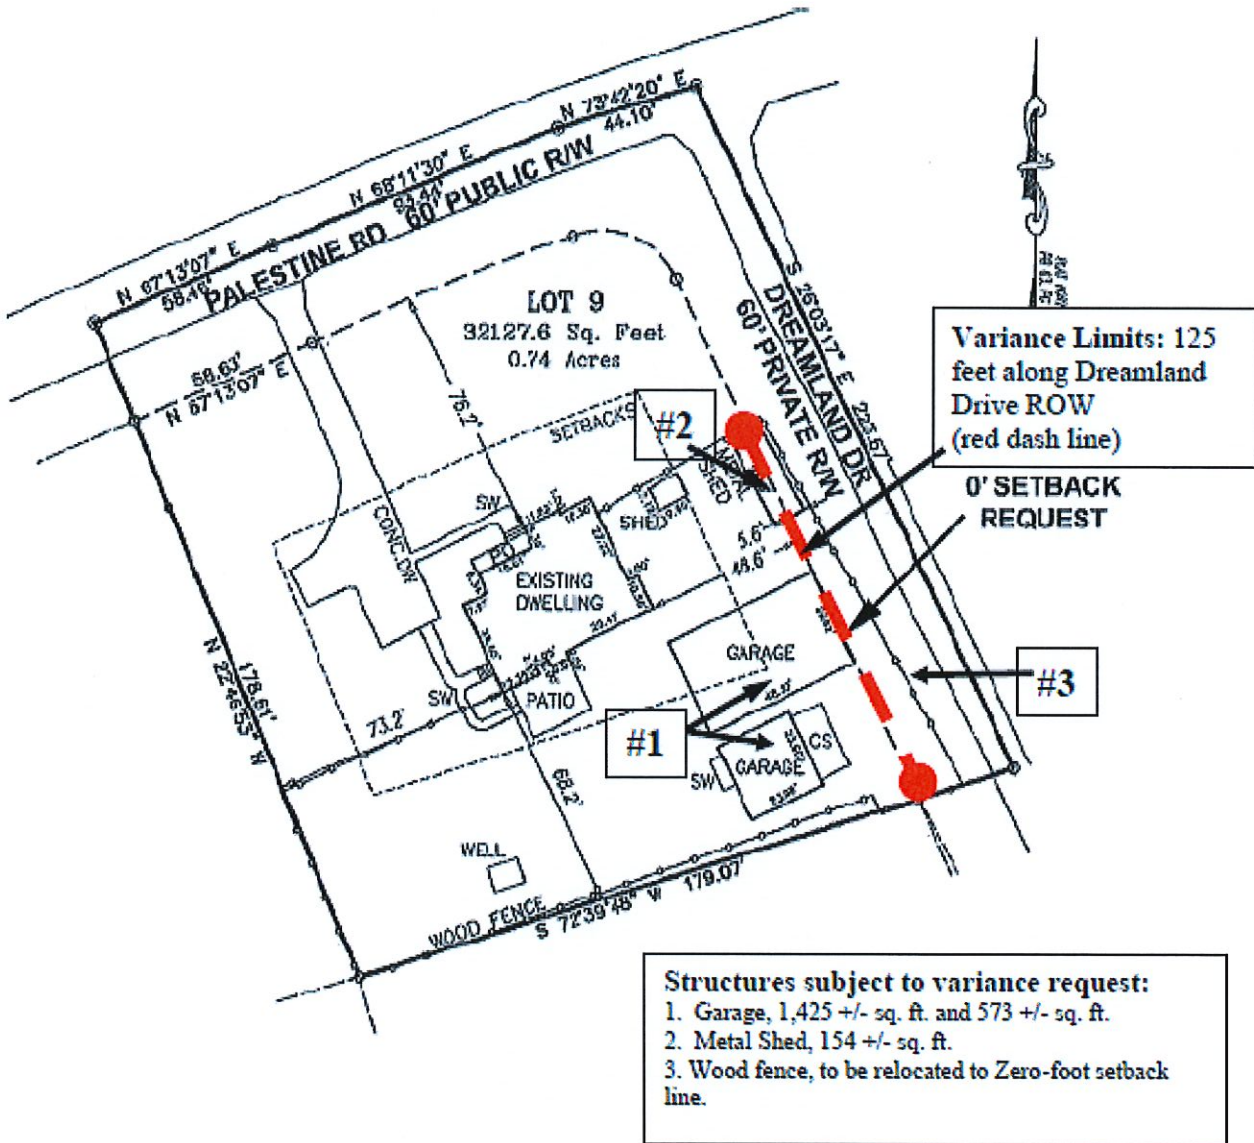 N 73°42'20" E
44.10'
N 68°11'30" E
60' PUBLIC R/W
N 67°13'07" E
58.46'
PALESTINE RD
68.63'
N 67°13'07" E
LOT 9
32127.6 Sq. Feet
0.74 Acres
S 26°03'17" E
DREAMLAND DR
60' PRIVATE R/W
Variance Limits: 125
feet along Dreamland
Drive ROW
(red dash line)
0' SETBACK
REQUEST
76.2'
SETBACKS
#2
METAL
SHED
SHED
SW
CONC.DW
EXISTING
DWELLING
5.6'
48.6'
GARAGE
#3
#1
GARAGE
CS
SW
SW
PATIO
73.2'
68.2'
178.61'
N 22°46'53" W
WELL
WOOD FENCE
S 72°39'48" W 179.07'
Structures subject to variance request:
1. Garage, 1,425 +/- sq. ft. and 573 +/- sq. ft.
2. Metal Shed, 154 +/- sq. ft.
3. Wood fence, to be relocated to Zero-foot setback
line.